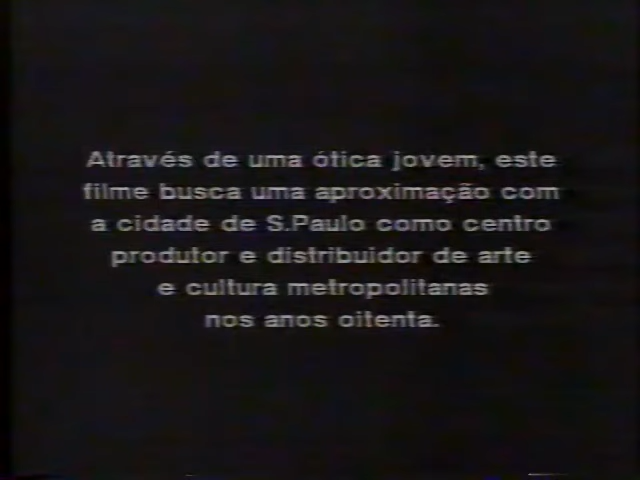 Através de uma ótica jovem, este
filme busca uma aproximação com
a cidade de S.Paulo como centro
produtor e distribuidor de arte
e cultura metropolitanas
nos anos oitenta.